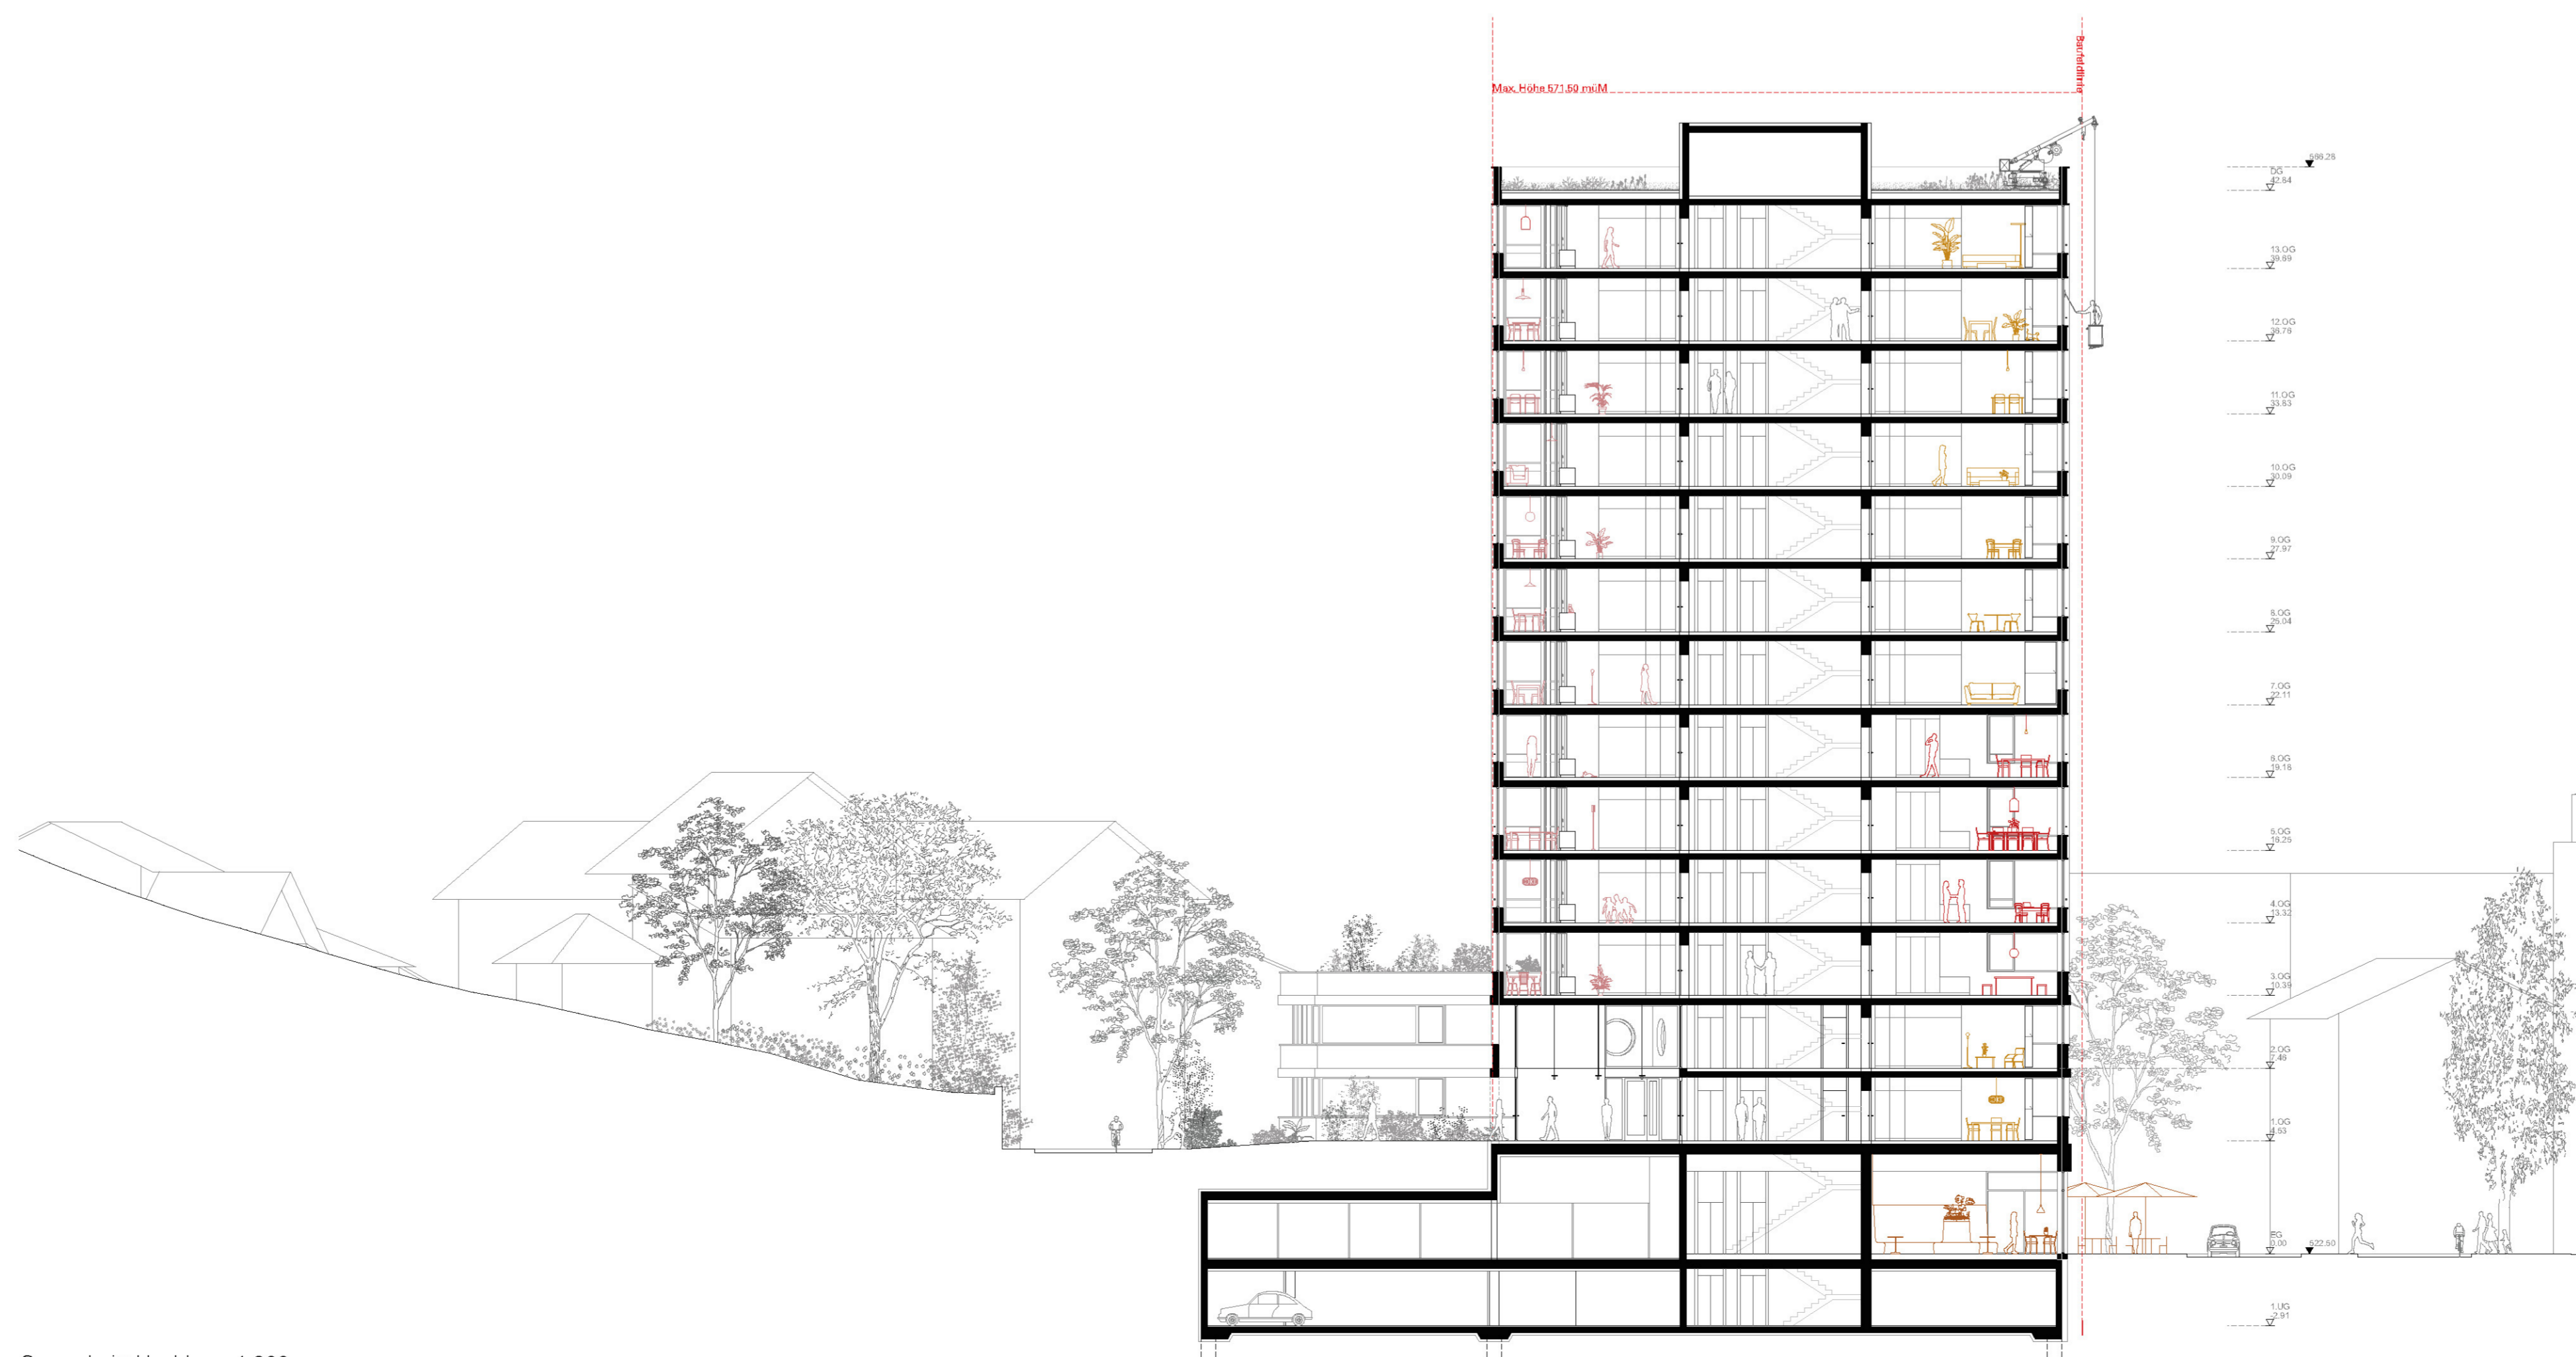 Baufeldlinie
Max. Höhe 571,50 müM
DG
42.84
13.OG
39.69
12.OG
36.76
11.OG
33.83
10.OG
30.09
9.OG
27.97
8.OG
25.04
7.OG
22.11
6.OG
19.18
5.OG
16.25
4.OG
13.32
3.OG
10.39
2.OG
7.46
1.OG
4.53
EG
0.00
522.50
1.UG
-2.91